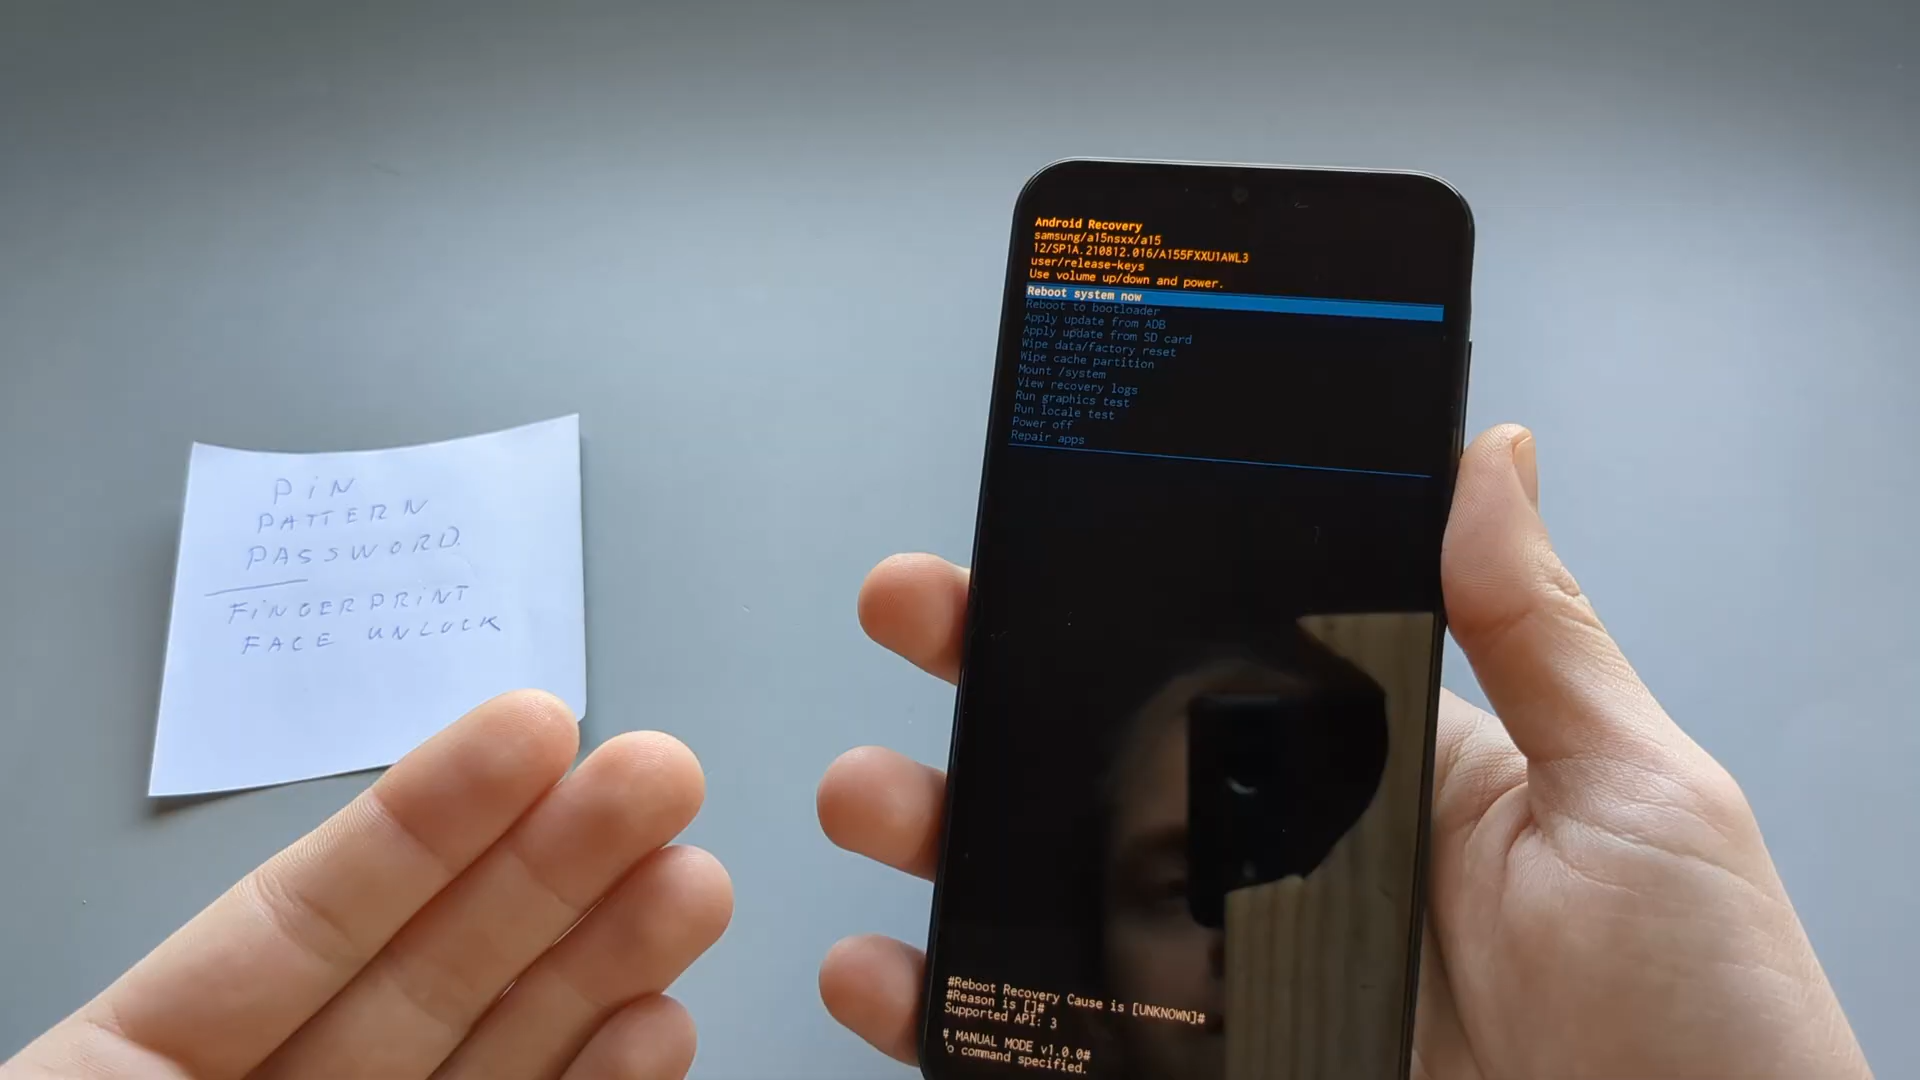 PIN
PATTERN
PASSWORD.
FINGERPRINT
FACE UNLOCK
Android Recovery
samsung/a15nsxx/a15
12/SP1A.210812.016/A155FXXU1AWL3
user/release-keys
Use volume up/down and power.
Reboot system now
Reboot to bootloader
Apply update from ADB
Apply update from SD card
Wipe data/factory reset
Wipe cache partition
Mount /system
View recovery logs
Run graphics test
Run locale test
Power off
Repair apps
#Reboot Recovery Cause is [UNKNOWN]#
#Reason is []#
Supported API: 3
# MANUAL MODE v1.0.0#
o command specified.